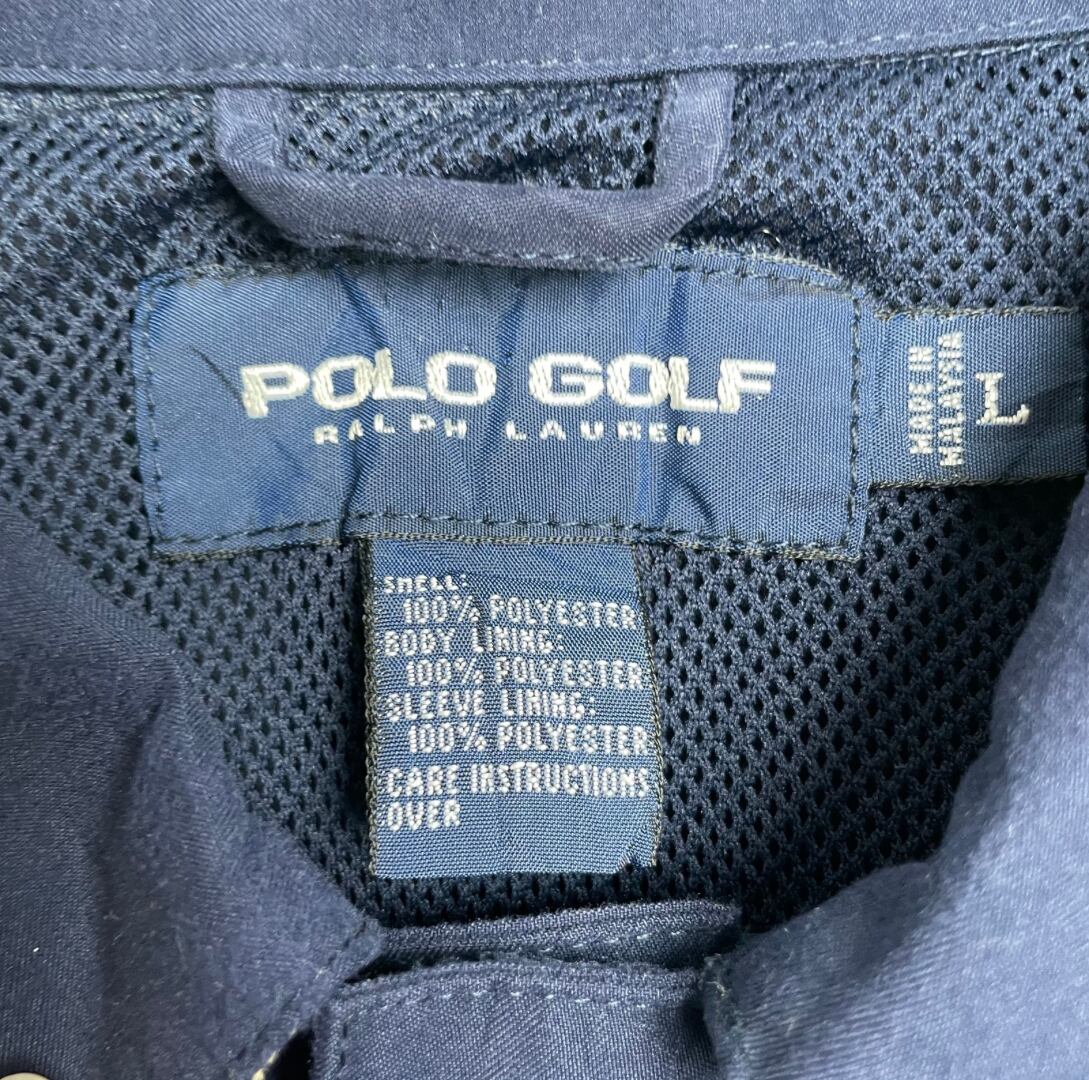 POLO GOLF
RALPH LAUREN
MADE IN
MALAYSIA
L
SHELL:
100% POLYESTER
BODY LINING:
100% POLYESTER
SLEEVE LINING:
100% POLYESTER
CARE INSTRUCTIONS
OVER